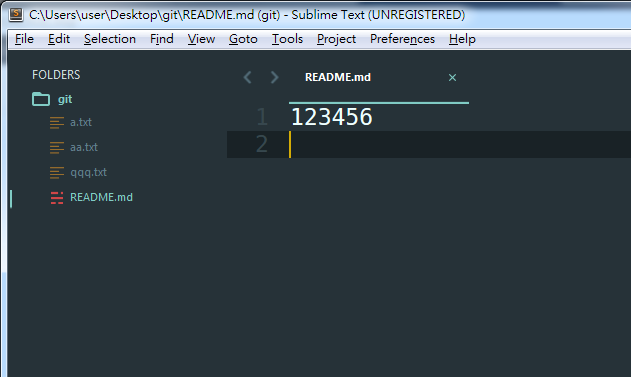 C:\Users\user\Desktop\git\README.md (git) - Sublime Text (UNREGISTERED)
File Edit Selection Find View Goto Tools Project Preferences Help
FOLDERS
git
a.txt
aa.txt
qqq.txt
README.md
README.md ×
1 123456
2